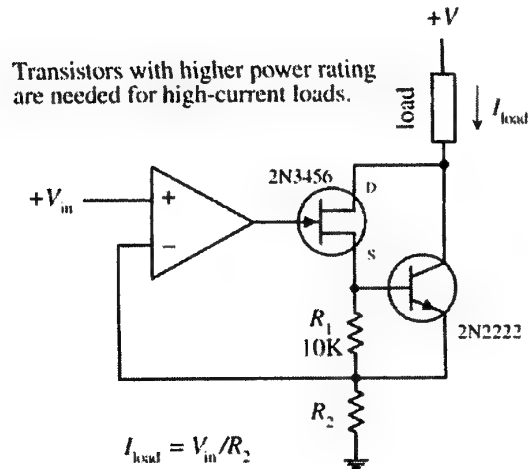 +V
Transistors with higher power rating
are needed for high-current loads.
load
I_load
2N3456
D
+V_in
+
−
S
R_1
10K
2N2222
R_2
I_load = V_in/R_2